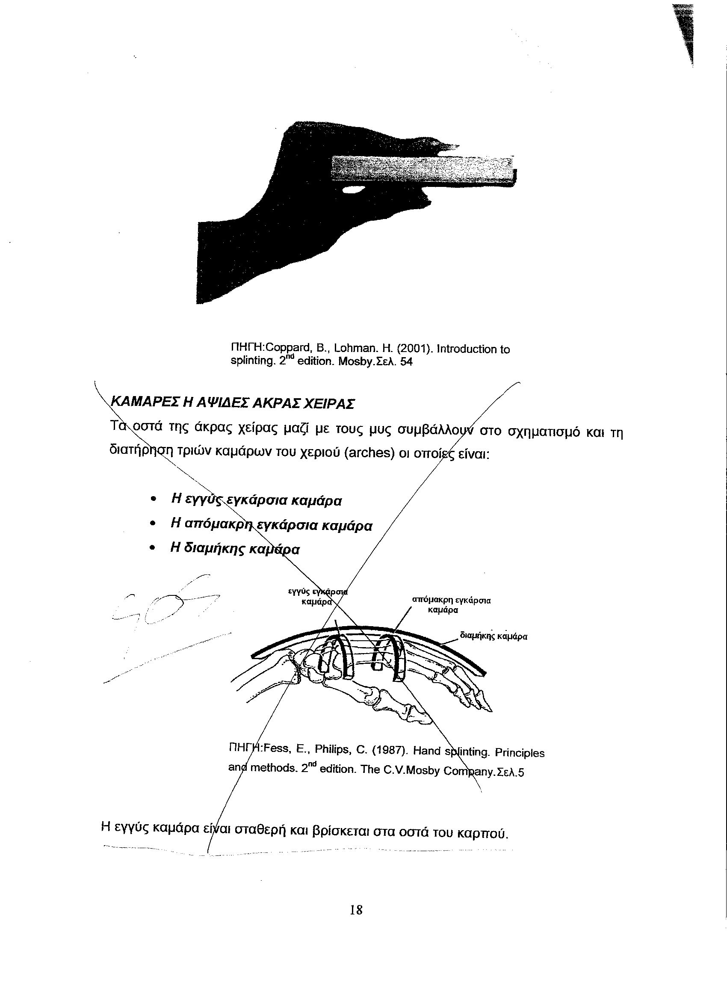 ΠΗΓΗ:Coppard, B., Lohman. H. (2001). Introduction to
splinting. 2nd edition. Mosby.Σελ. 54
ΚΑΜΑΡΕΣ Η ΑΨΙΔΕΣ ΑΚΡΑΣ ΧΕΙΡΑΣ
Τα οστά της άκρας χείρας μαζί με τους μυς συμβάλλουν στο σχηματισμό και τη
διατήρηση τριών καμάρων του χεριού (arches) οι οποίες είναι:
• Η εγγύς εγκάρσια καμάρα
• Η απόμακρη εγκάρσια καμάρα
• Η διαμήκης καμάρα
εγγύς εγκάρσια
καμάρα
απόμακρη εγκάρσια
καμάρα
διαμήκης καμάρα
ΠΗΓΗ:Fess, E., Philips, C. (1987). Hand splinting. Principles
and methods. 2nd edition. The C.V.Mosby Company.Σελ.5
Η εγγύς καμάρα είναι σταθερή και βρίσκεται στα οστά του καρπού.
18